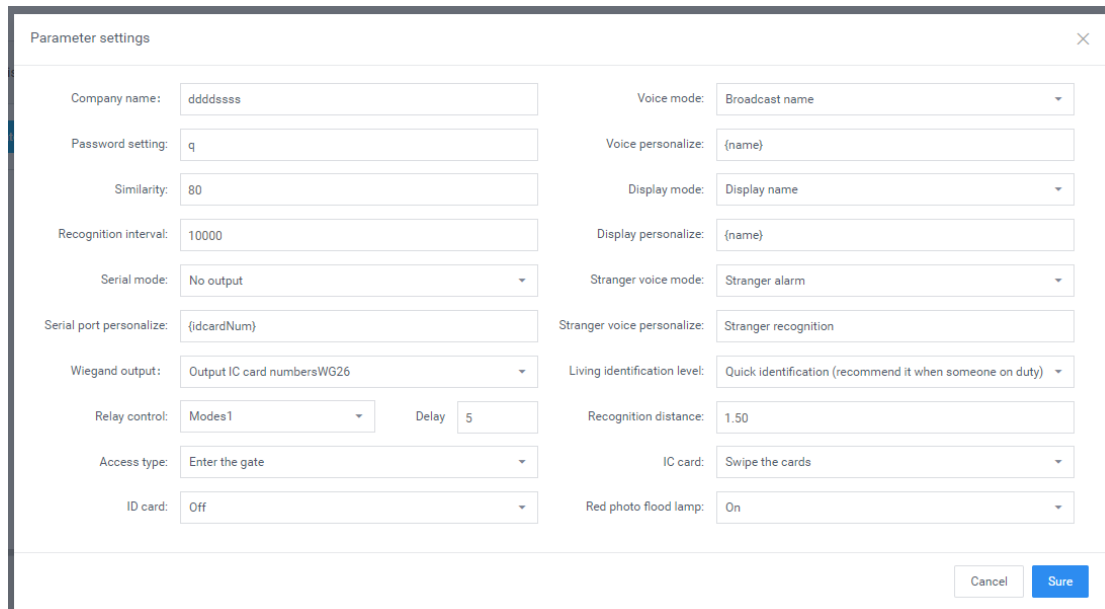 Parameter settings
Company name: ddddssss Voice mode: Broadcast name
Password setting: q Voice personalize: {name}
Similarity: 80 Display mode: Display name
Recognition interval: 10000 Display personalize: {name}
Serial mode: No output Stranger voice mode: Stranger alarm
Serial port personalize: {idcardNum} Stranger voice personalize: Stranger recognition
Wiegand output: Output IC card numbersWG26 Living identification level: Quick identification (recommend it when someone on duty)
Relay control: Modes1 Delay 5 Recognition distance: 1.50
Access type: Enter the gate IC card: Swipe the cards
ID card: Off Red photo flood lamp: On
Cancel Sure